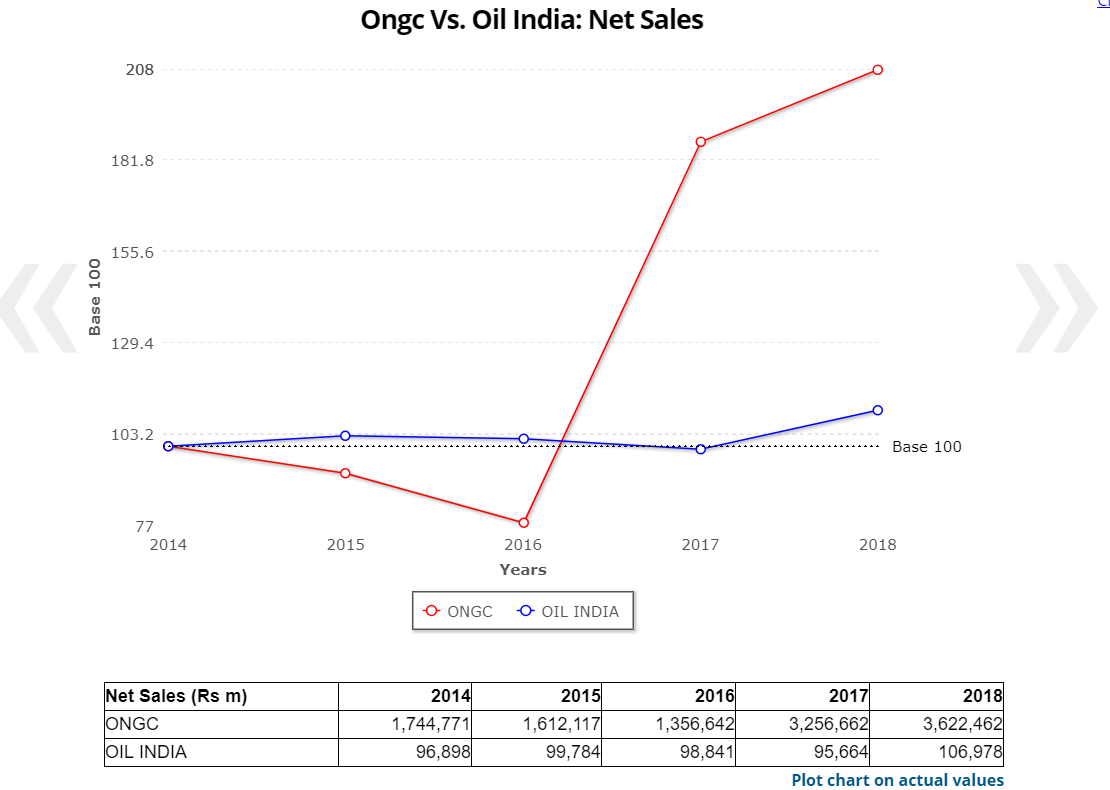 Ongc Vs. Oil India: Net Sales
208
181.8
155.6
129.4
103.2
77
Base 100
Base 100
2014 2015 2016 2017 2018
Years
ONGC OIL INDIA
Net Sales (Rs m) 2014 2015 2016 2017 2018
ONGC 1,744,771 1,612,117 1,356,642 3,256,662 3,622,462
OIL INDIA 96,898 99,784 98,841 95,664 106,978
Plot chart on actual values